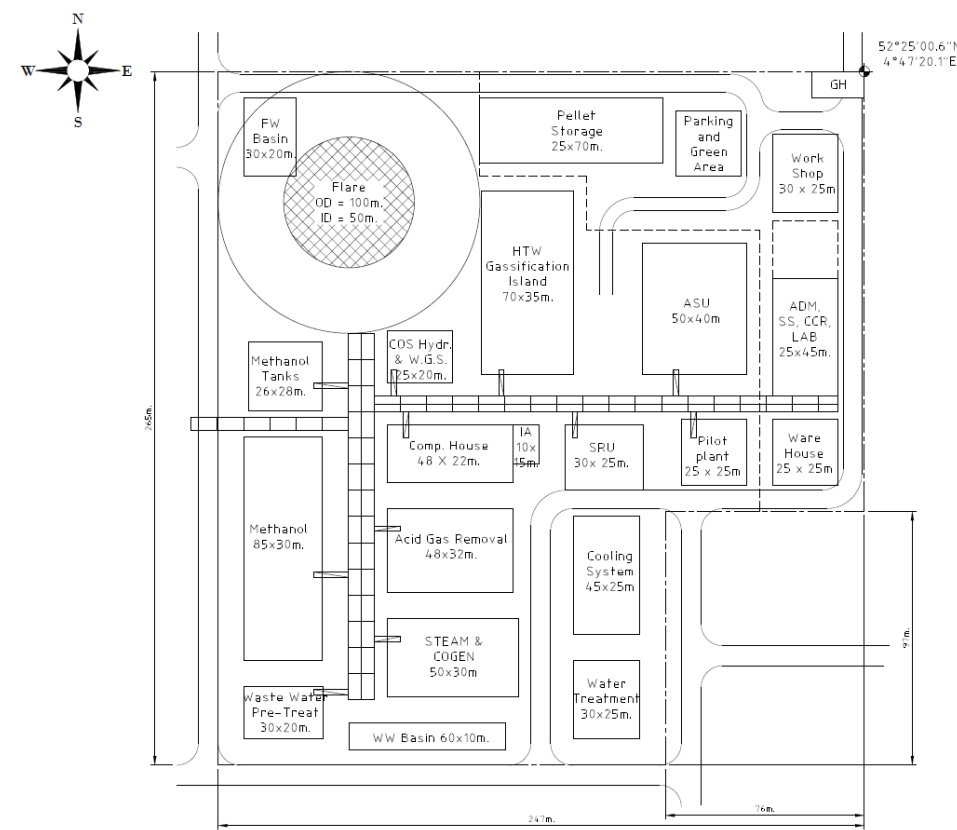 N
W
E
S
52°25'00.6"N
4°47'20.1"E
GH
FW
Basin
30x20m.
Flare
OD = 100m.
ID = 50m.
Pellet
Storage
25x70m.
Parking
and
Green
Area
Work
Shop
30 x 25m
HTW
Gassification
Island
70x35m.
ASU
50x40m
ADM,
SS, CCR,
LAB
25x45m.
Methanol
Tanks
26x28m.
COS Hydr.
& W.G.S.
25x20m.
265m.
Comp. House
48 X 22m.
IA
10x
15m.
SRU
30x 25m.
Pilot
plant
25 x 25m
Ware
House
25 x 25m
Methanol
85x30m.
Acid Gas Removal
48x32m.
Cooling
System
45x25m
STEAM &
COGEN
50x30m
97m.
Waste Water
Pre-Treat
30x20m.
Water
Treatment
30x25m.
WW Basin 60x10m.
76m.
247m.